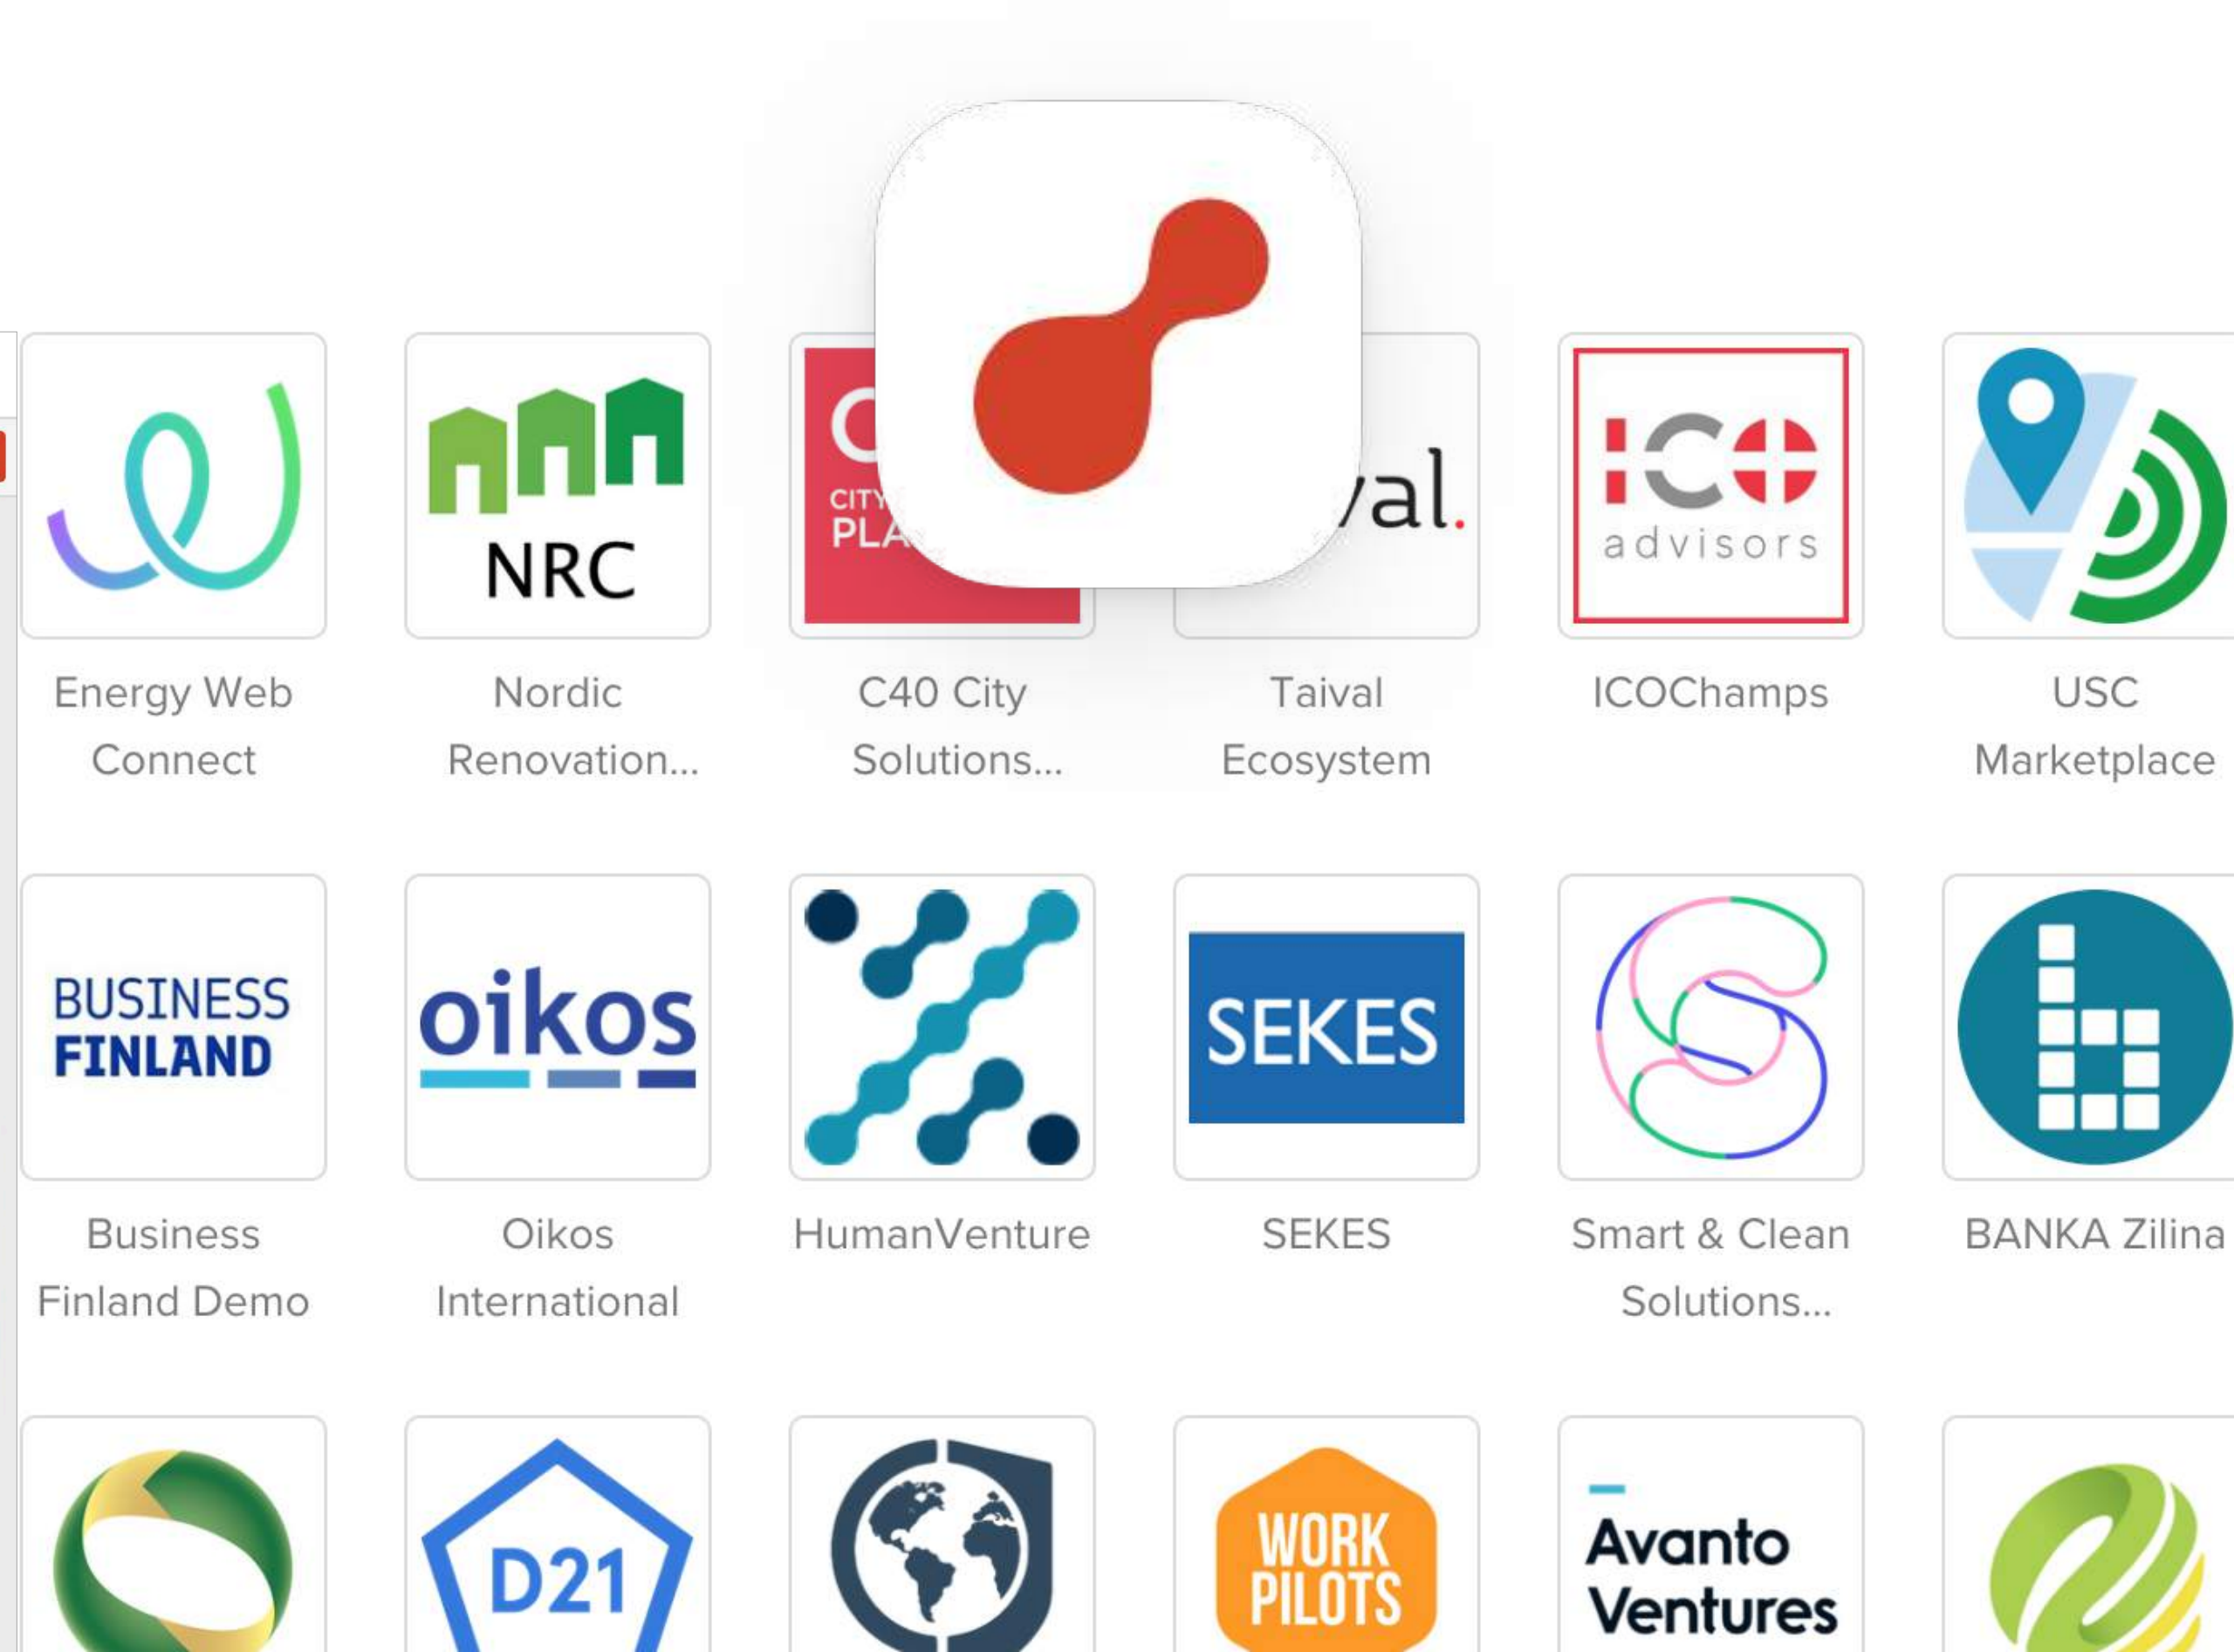 NRC
CITY
val.
ICO
advisors
Energy Web
Connect
Nordic
Renovation...
C40 City
Solutions...
Taival
Ecosystem
ICOChamps
USC
Marketplace
BUSINESS
FINLAND
oikos
SEKES
b
Business
Finland Demo
Oikos
International
HumanVenture
SEKES
Smart & Clean
Solutions...
BANKA Zilina
D21
WORK
PILOTS
Avanto
Ventures